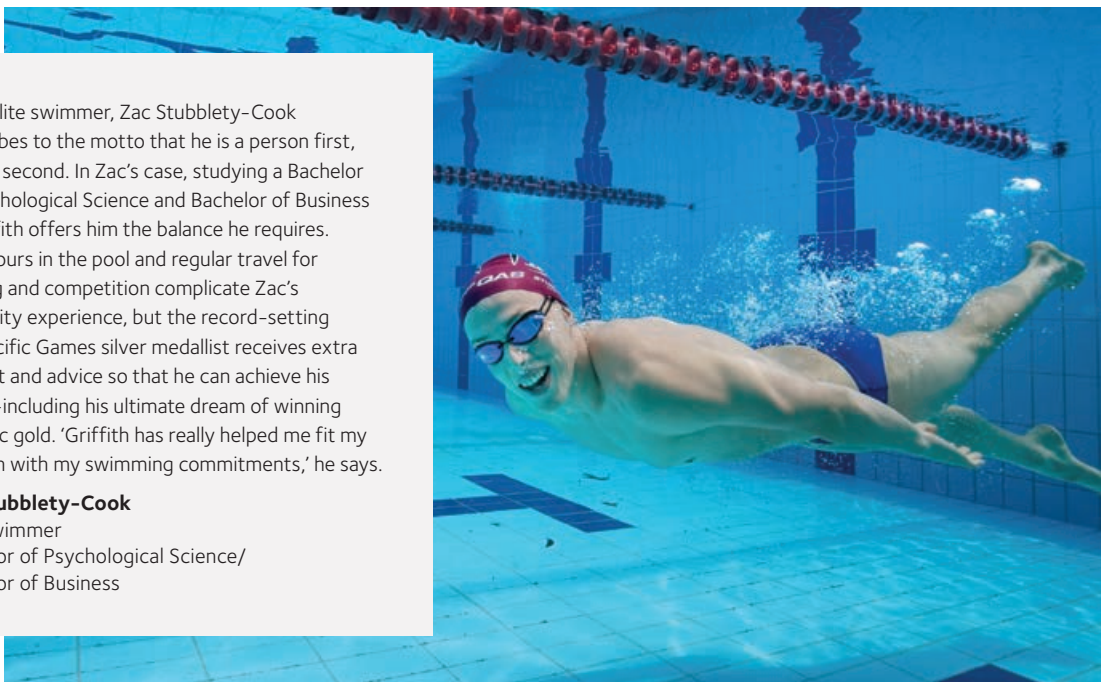 lite swimmer, Zac Stubblety-Cook
bes to the motto that he is a person first,
second. In Zac's case, studying a Bachelor
hological Science and Bachelor of Business
ith offers him the balance he requires.
ours in the pool and regular travel for
g and competition complicate Zac's
ity experience, but the record-setting
cific Games silver medallist receives extra
t and advice so that he can achieve his
-including his ultimate dream of winning
c gold. 'Griffith has really helped me fit my
n with my swimming commitments,' he says.
ubblety-Cook
wimmer
or of Psychological Science/
or of Business
QAS